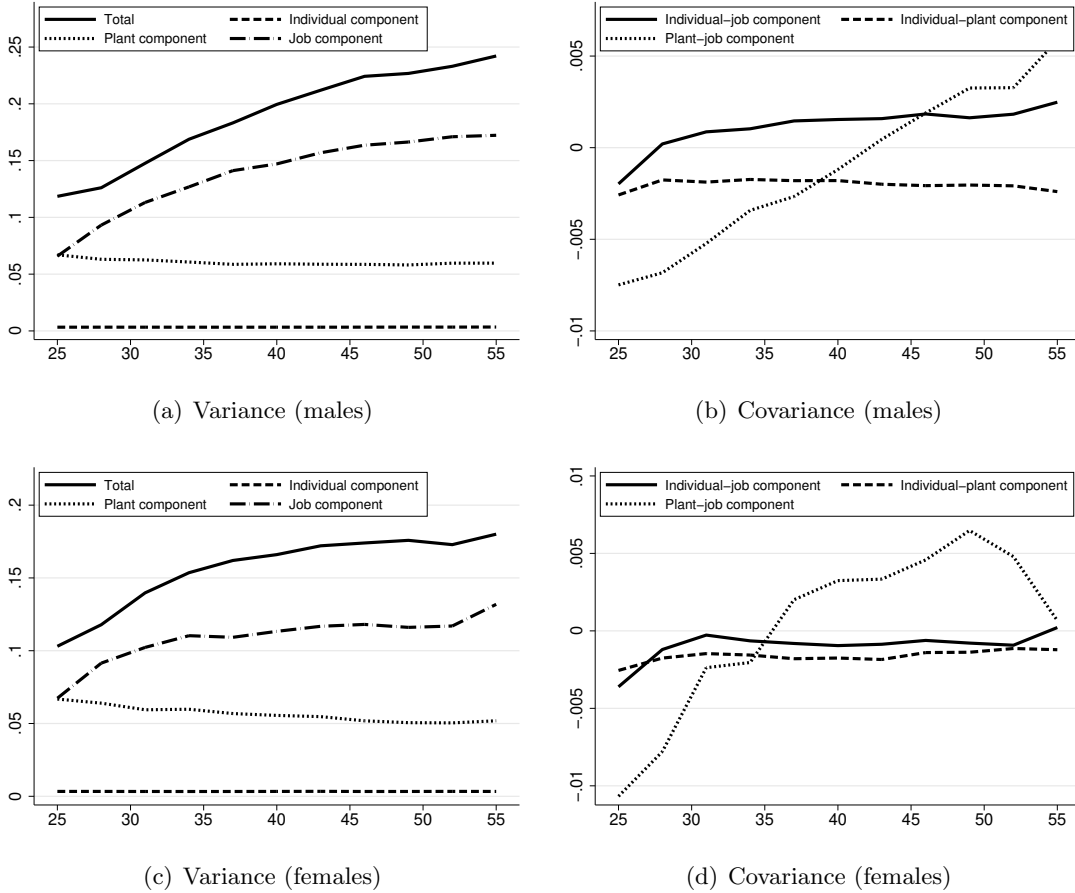 Total
Individual component
Plant component
Job component
.25
.2
.15
.1
.05
0
25 30 35 40 45 50 55
(a) Variance (males)
Individual−job component
Individual−plant component
Plant−job component
.005
0
−.005
−.01
25 30 35 40 45 50 55
(b) Covariance (males)
Total
Individual component
Plant component
Job component
.2
.15
.1
.05
0
25 30 35 40 45 50 55
(c) Variance (females)
Individual−job component
Individual−plant component
Plant−job component
.01
.005
0
−.005
−.01
25 30 35 40 45 50 55
(d) Covariance (females)